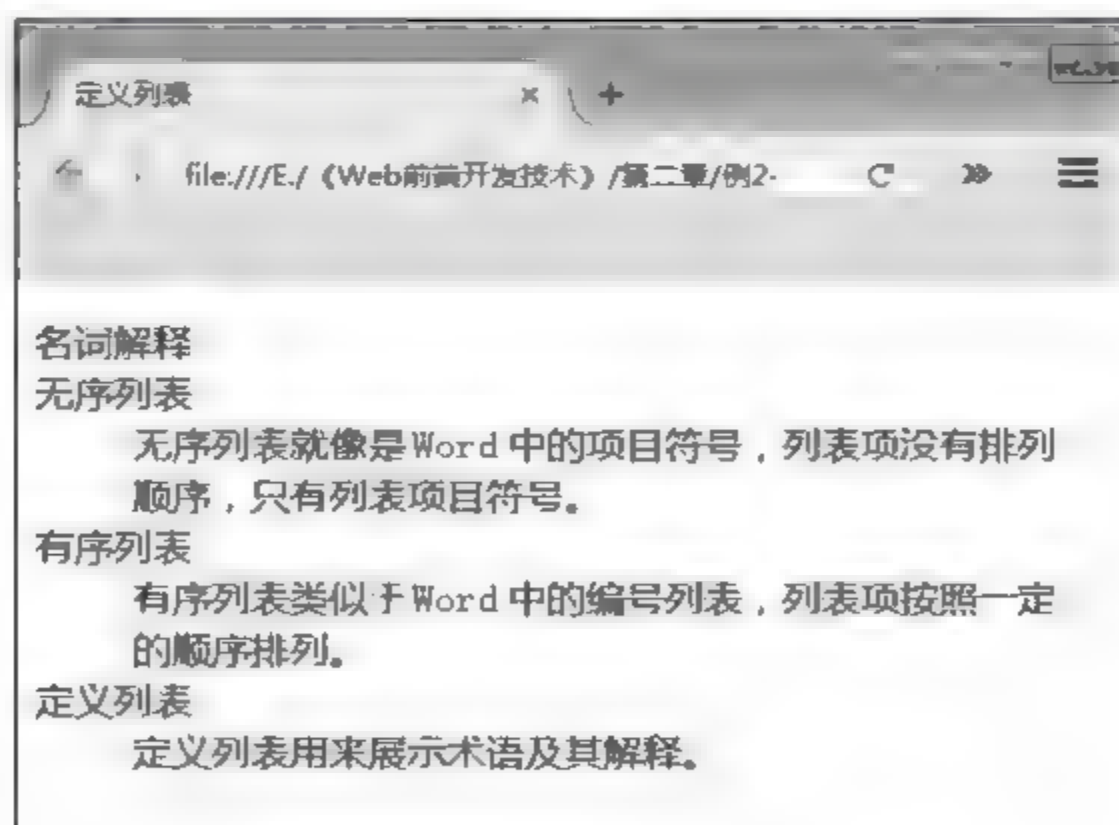 定义列表 × +
file:///E:/《Web前端开发技术》/第二章/例2-
名词解释
无序列表
无序列表就像是Word中的项目符号，列表项没有排列
顺序，只有列表项目符号。
有序列表
有序列表类似于Word中的编号列表，列表项按照一定
的顺序排列。
定义列表
定义列表用来展示术语及其解释。